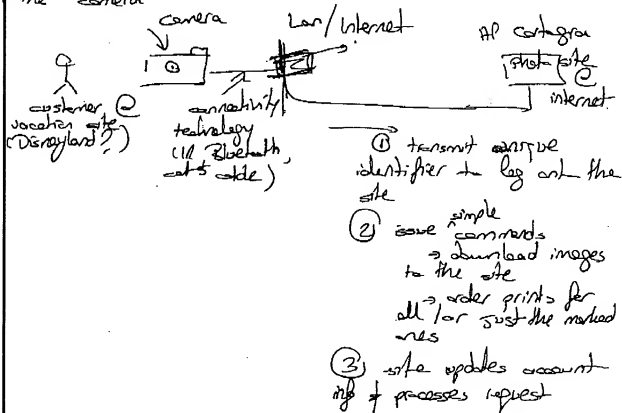 the camera
camera
Lan/Internet
HP
photo site
@
internet
customer @
vacation site
(Disneyland?)
connectivity
technology
(IR, Bluetooth,
cat 5 cable)
① transmit unique
identifier to log onto the
site
② issue simple commands
→ download images
to the site
→ order prints for
all / or just the marked
ones
③ site updates account
info & processes request